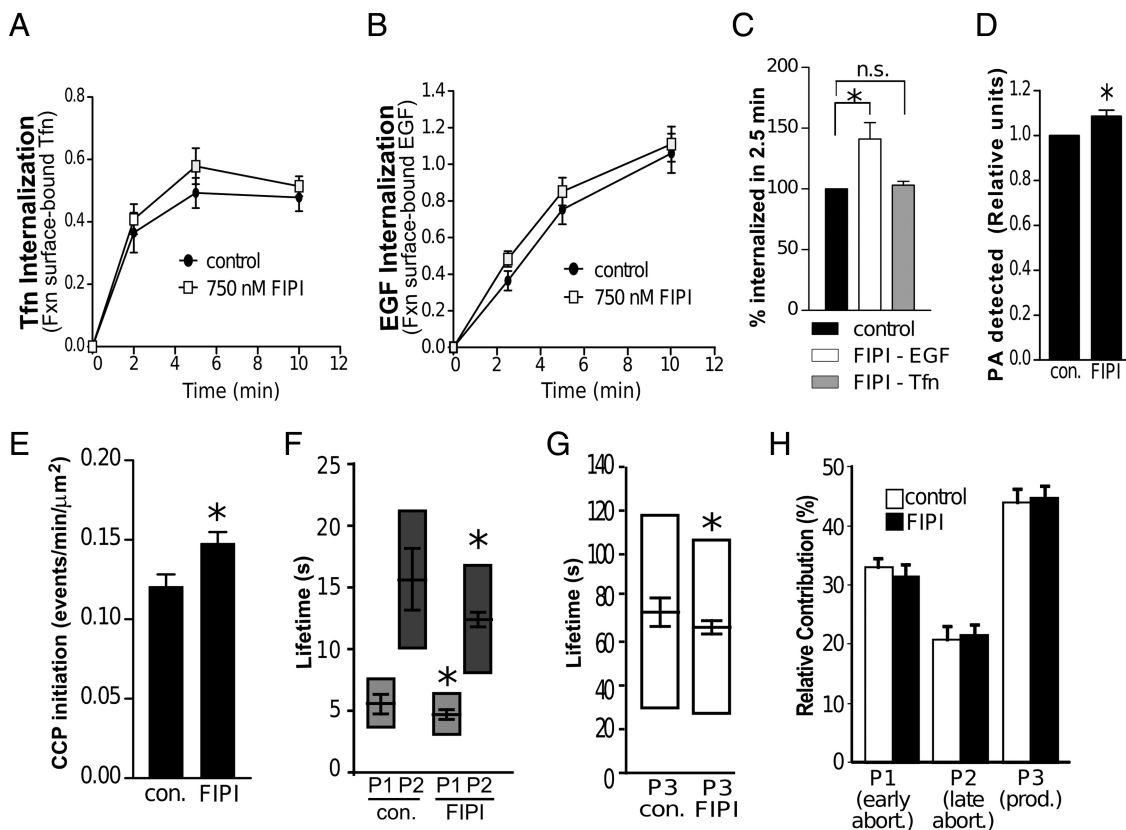 A
Tfn Internalization
(Fxn surface-bound Tfn)
0.8
0.6
0.4
0.2
0.0
0 2 4 6 8 10 12
Time (min)
control
750 nM FIPI
B
EGF Internalization
(Fxn surface-bound EGF)
1.4
1.2
1.0
0.8
0.6
0.4
0.2
0.0
0 2 4 6 8 10 12
Time (min)
control
750 nM FIPI
C
% internalized in 2.5 min
200
150
100
50
0
n.s.
*
control
FIPI - EGF
FIPI - Tfn
D
PA detected (Relative units)
1.2
1.0
0.8
0.6
0.4
0.2
0.0
*
con. FIPI
E
CCP initiation (events/min/μm²)
0.20
0.15
0.10
0.05
0.00
*
con. FIPI
F
Lifetime (s)
25
20
15
10
5
0
*
*
P1 P2 P1 P2
con. FIPI
G
Lifetime (s)
140
120
100
80
60
40
20
0
*
P3 P3
con. FIPI
H
Relative Contribution (%)
50
40
30
20
10
0
control
FIPI
P1 P2 P3
(early (late (prod.)
abort.) abort.)